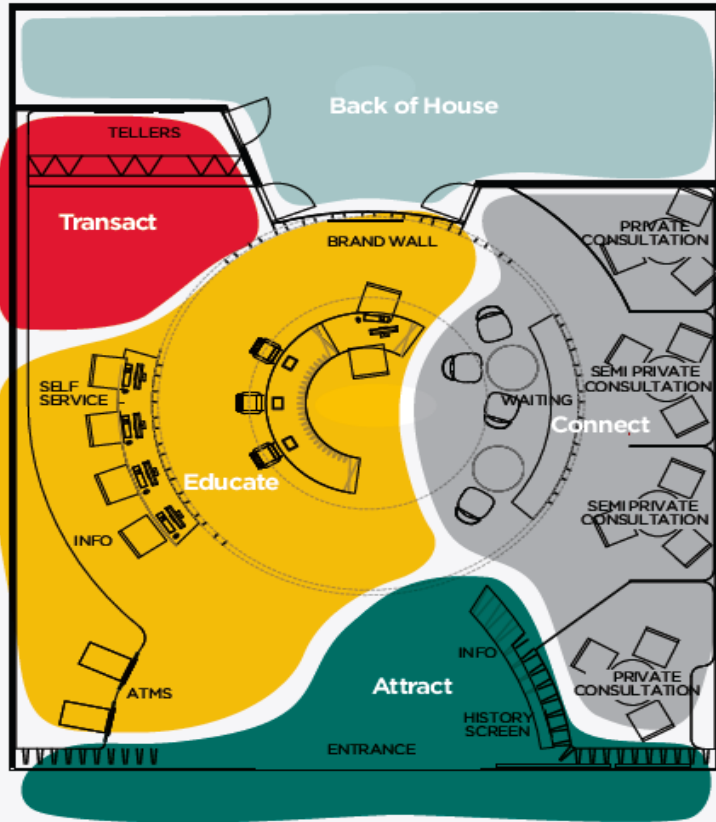 Back of House
TELLERS
Transact
PRIVATE
CONSULTATION
BRAND WALL
SELF
SERVICE
SEMI PRIVATE
CONSULTATION
WAITING
Connect
Educate
SEMI PRIVATE
CONSULTATION
INFO
INFO
Attract
PRIVATE
CONSULTATION
ATMS
HISTORY
SCREEN
ENTRANCE